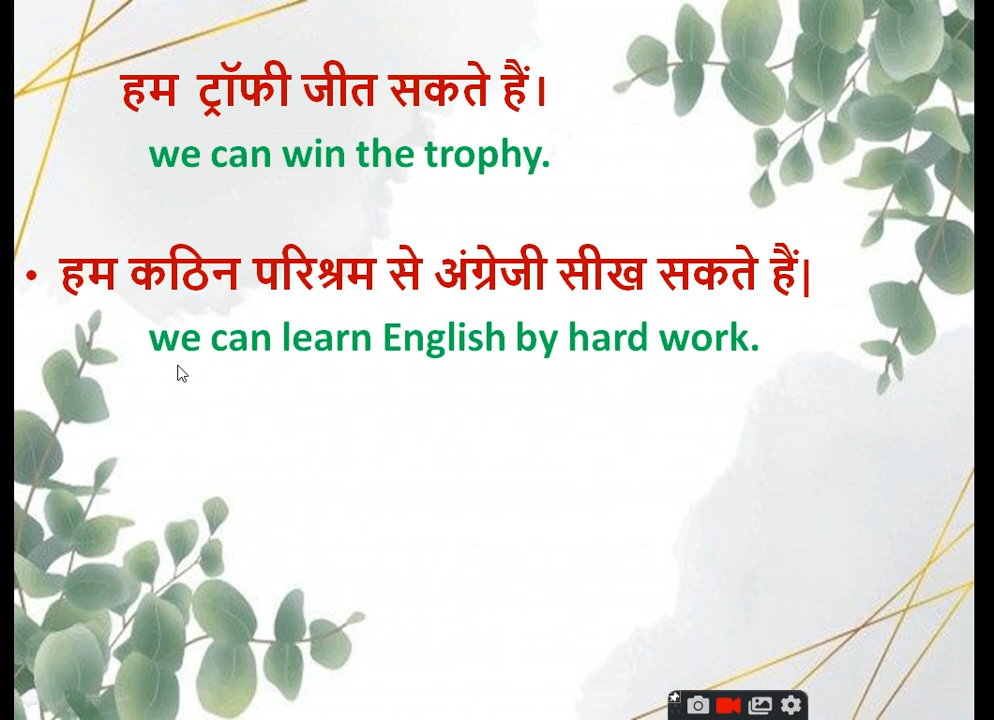 हम ट्रॉफी जीत सकते हैं।
we can win the trophy.
• हम कठिन परिश्रम से अंग्रेजी सीख सकते हैं|
we can learn English by hard work.